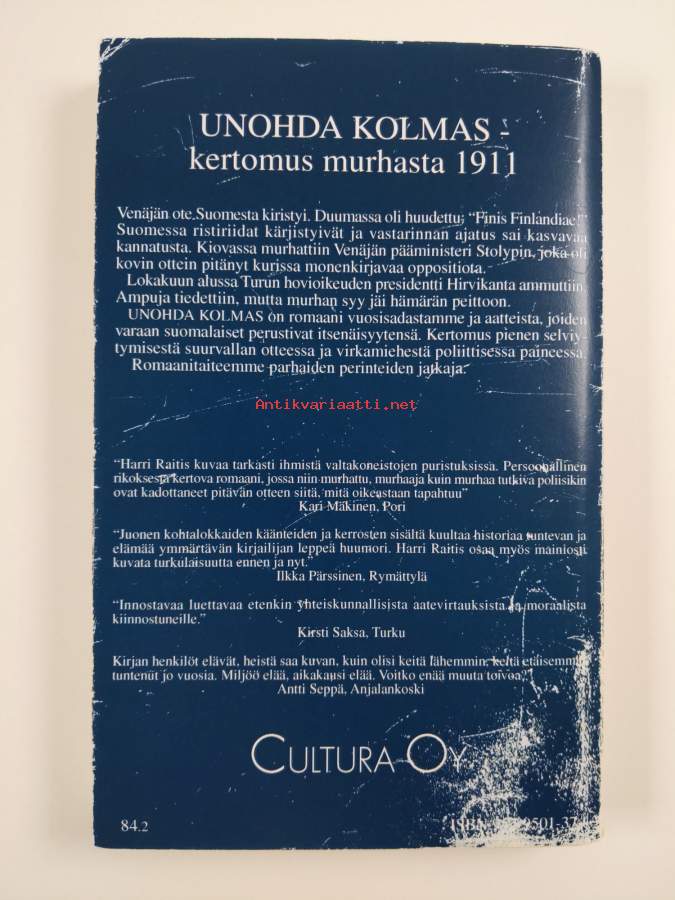 UNOHDA KOLMAS -
kertomus murhasta 1911
Venäjän ote Suomesta kiristyi. Duumassa oli huudettu: "Finis Finlandiae!"
Suomessa ristiriidat kärjistyivät ja vastarinnan ajatus sai kasvavaa
kannatusta. Kiovassa murhattiin Venäjän pääministeri Stolypin, joka oli
kovin ottein pitänyt kurissa monenkirjavaa oppositiota.
Lokakuun alussa Turun hovioikeuden presidentti Hirvikanta ammuttiin.
Ampuja tiedettiin, mutta murhan syy jäi hämärän peittoon.
UNOHDA KOLMAS on romaani vuosisadastamme ja aatteista, joiden
varaan suomalaiset perustivat itsenäisyytensä. Kertomus pienen selviy-
tymisestä suurvallan otteessa ja virkamiehestä poliittisessa paineessa.
Romaanitaiteemme parhaiden perinteiden jatkaja.
Antikvariaatti.net
"Harri Raitis kuvaa tarkasti ihmistä valtakoneistojen puristuksissa. Persoonallinen
rikoksesta kertova romaani, jossa niin murhattu, murhaaja kuin murhaa tutkiva poliisikin
ovat kadottaneet pitävän otteen siitä, mitä oikeastaan tapahtuu"
Kari Mäkinen, Pori
"Juonen kohtalokkaiden käänteiden ja kerrosten sisältä kuultaa historiaa tuntevan ja
elämää ymmärtävän kirjailijan leppeä huumori. Harri Raitis osaa myös mainiosti
kuvata turkulaisuutta ennen ja nyt."
Ilkka Pärssinen, Rymättylä
"Innostavaa luettavaa etenkin yhteiskunnallisista aatevirtauksista ja moraalista
kiinnostuneille."
Kirsti Saksa, Turku
Kirjan henkilöt elävät, heistä saa kuvan, kuin olisi keitä lähemmin, keitä etäisemmin
tuntenut jo vuosia. Miljöö elää, aikakausi elää. Voitko enää muuta toivoa."
Antti Seppä, Anjalankoski
CULTURA OY
84.2
ISBN 9501-37